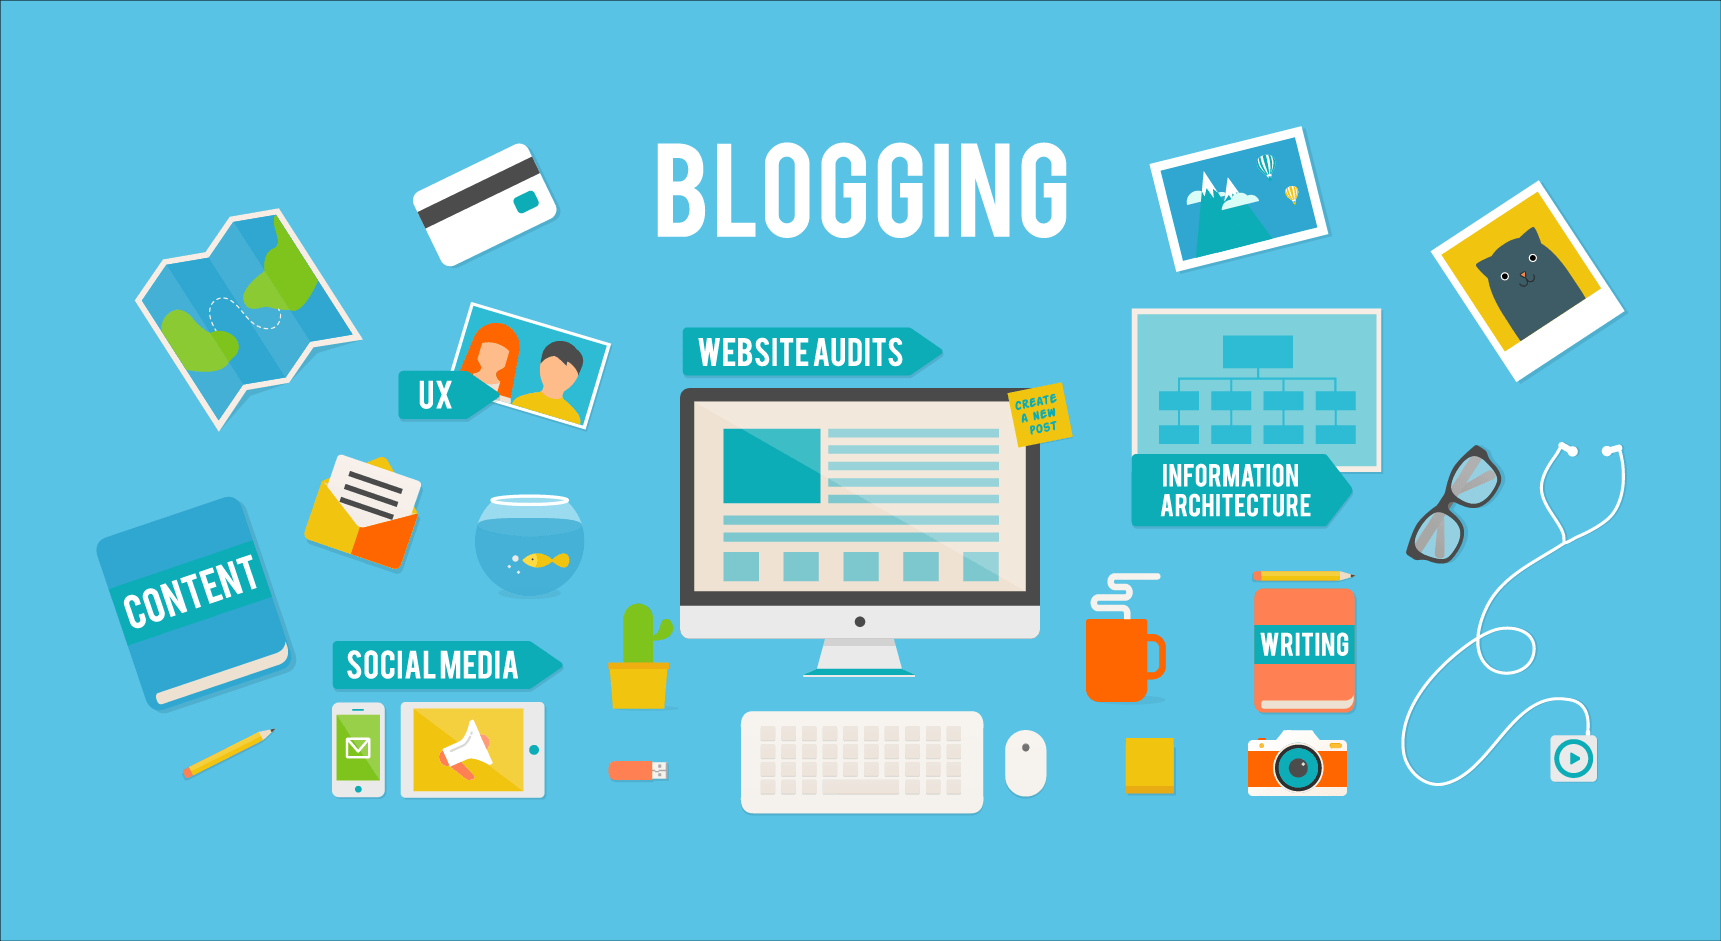 BLOGGING
WEBSITE AUDITS
UX
CREATE
A NEW
POST
INFORMATION
ARCHITECTURE
CONTENT
SOCIAL MEDIA
WRITING